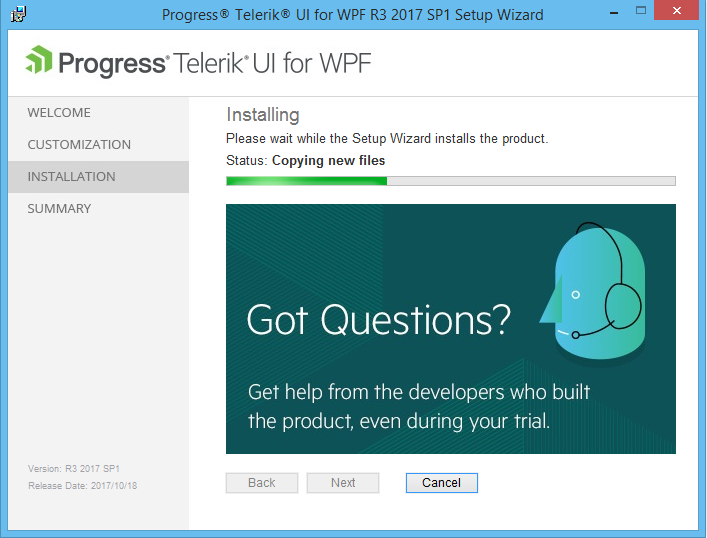 Progress® Telerik® UI for WPF R3 2017 SP1 Setup Wizard
Progress® Telerik® UI for WPF
WELCOME
CUSTOMIZATION
INSTALLATION
SUMMARY
Version: R3 2017 SP1
Release Date: 2017/10/18
Installing
Please wait while the Setup Wizard installs the product.
Status: Copying new files
Got Questions?
Get help from the developers who built
the product, even during your trial.
Back Next Cancel